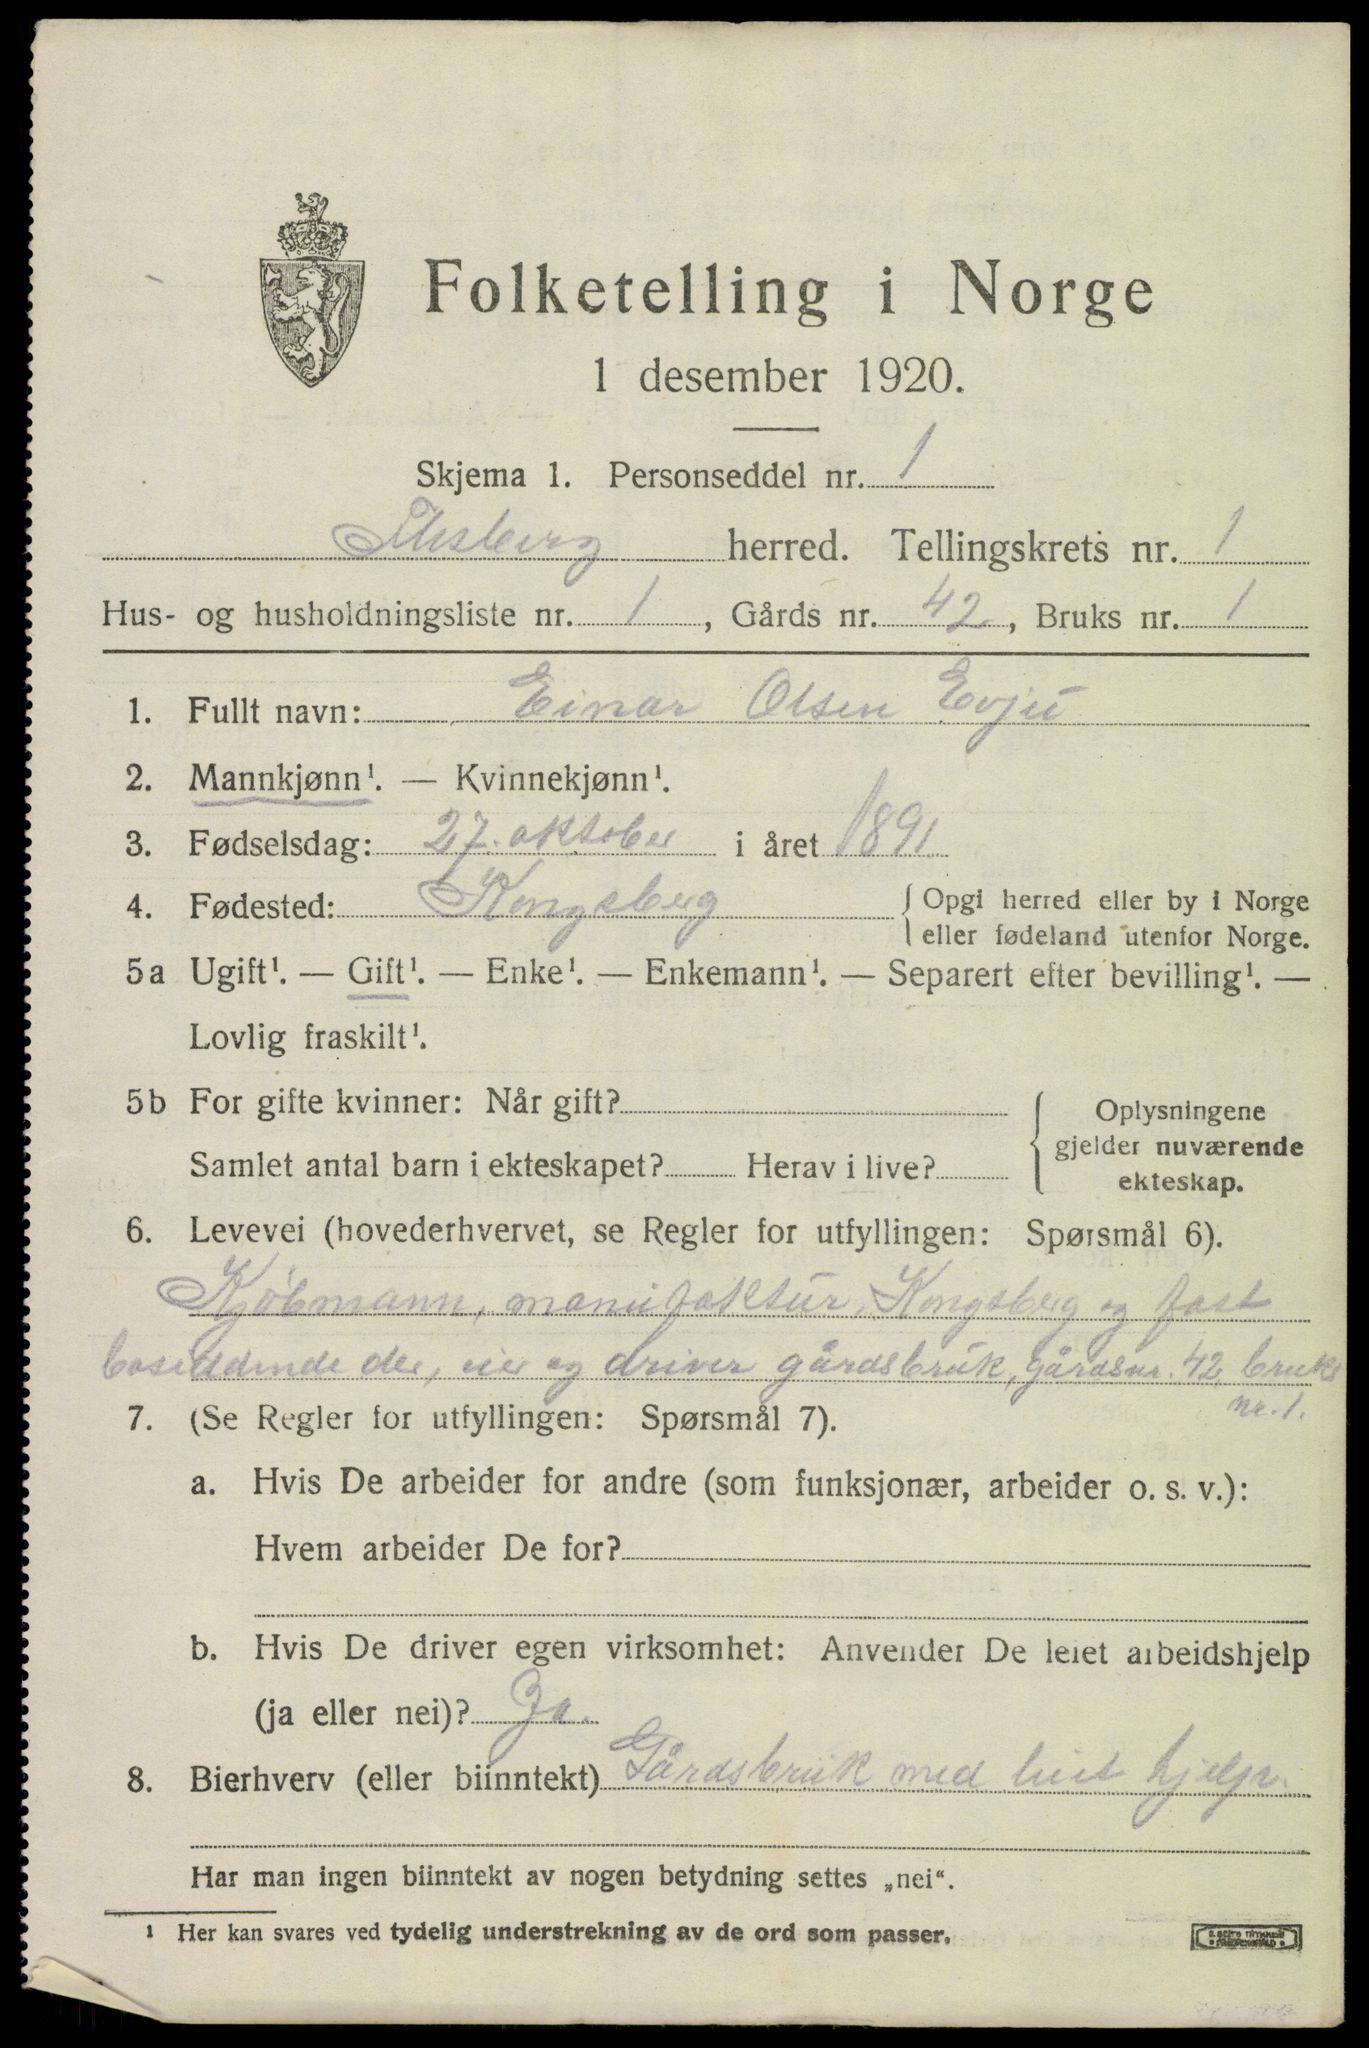 Folketelling i Norge
1 desember 1920.
Skjema 1. Personseddel nr. 1
herred. Tellingskrets nr. 1
Hus- og husholdningsliste nr. 1, Gårds nr. 42, Bruks nr. 1
1. Fullt navn: Einar Olsen Evju
2. Mannkjønn¹. — Kvinnekjønn¹.
3. Fødselsdag: 27. oktober i året 1891
4. Fødested: Kongsberg { Opgi herred eller by i Norge
eller fødeland utenfor Norge.
5a Ugift¹. — Gift¹. — Enke¹. — Enkemann¹. — Separert efter bevilling¹. —
Lovlig fraskilt¹.
5b For gifte kvinner: Når gift?
Samlet antal barn i ekteskapet? Herav i live?
{ Oplysningene
gjelder nuværende
ekteskap.
6. Levevei (hovederhvervet, se Regler for utfyllingen: Spørsmål 6).
Kjøbmann, manufaktur, Kongsberg og fast
bosiddende der, eier og driver gårdsbruk, gårdsnr. 42, bruks
nr. 1.
7. (Se Regler for utfyllingen: Spørsmål 7).
a. Hvis De arbeider for andre (som funksjonær, arbeider o. s. v.):
Hvem arbeider De for?
b. Hvis De driver egen virksomhet: Anvender De leiet arbeidshjelp
(ja eller nei)? Ja.
8. Bierhverv (eller biinntekt) Gårdsbruk med leiet hjelp.
Har man ingen biinntekt av nogen betydning settes „nei“.
¹ Her kan svares ved tydelig understrekning av de ord som passer.